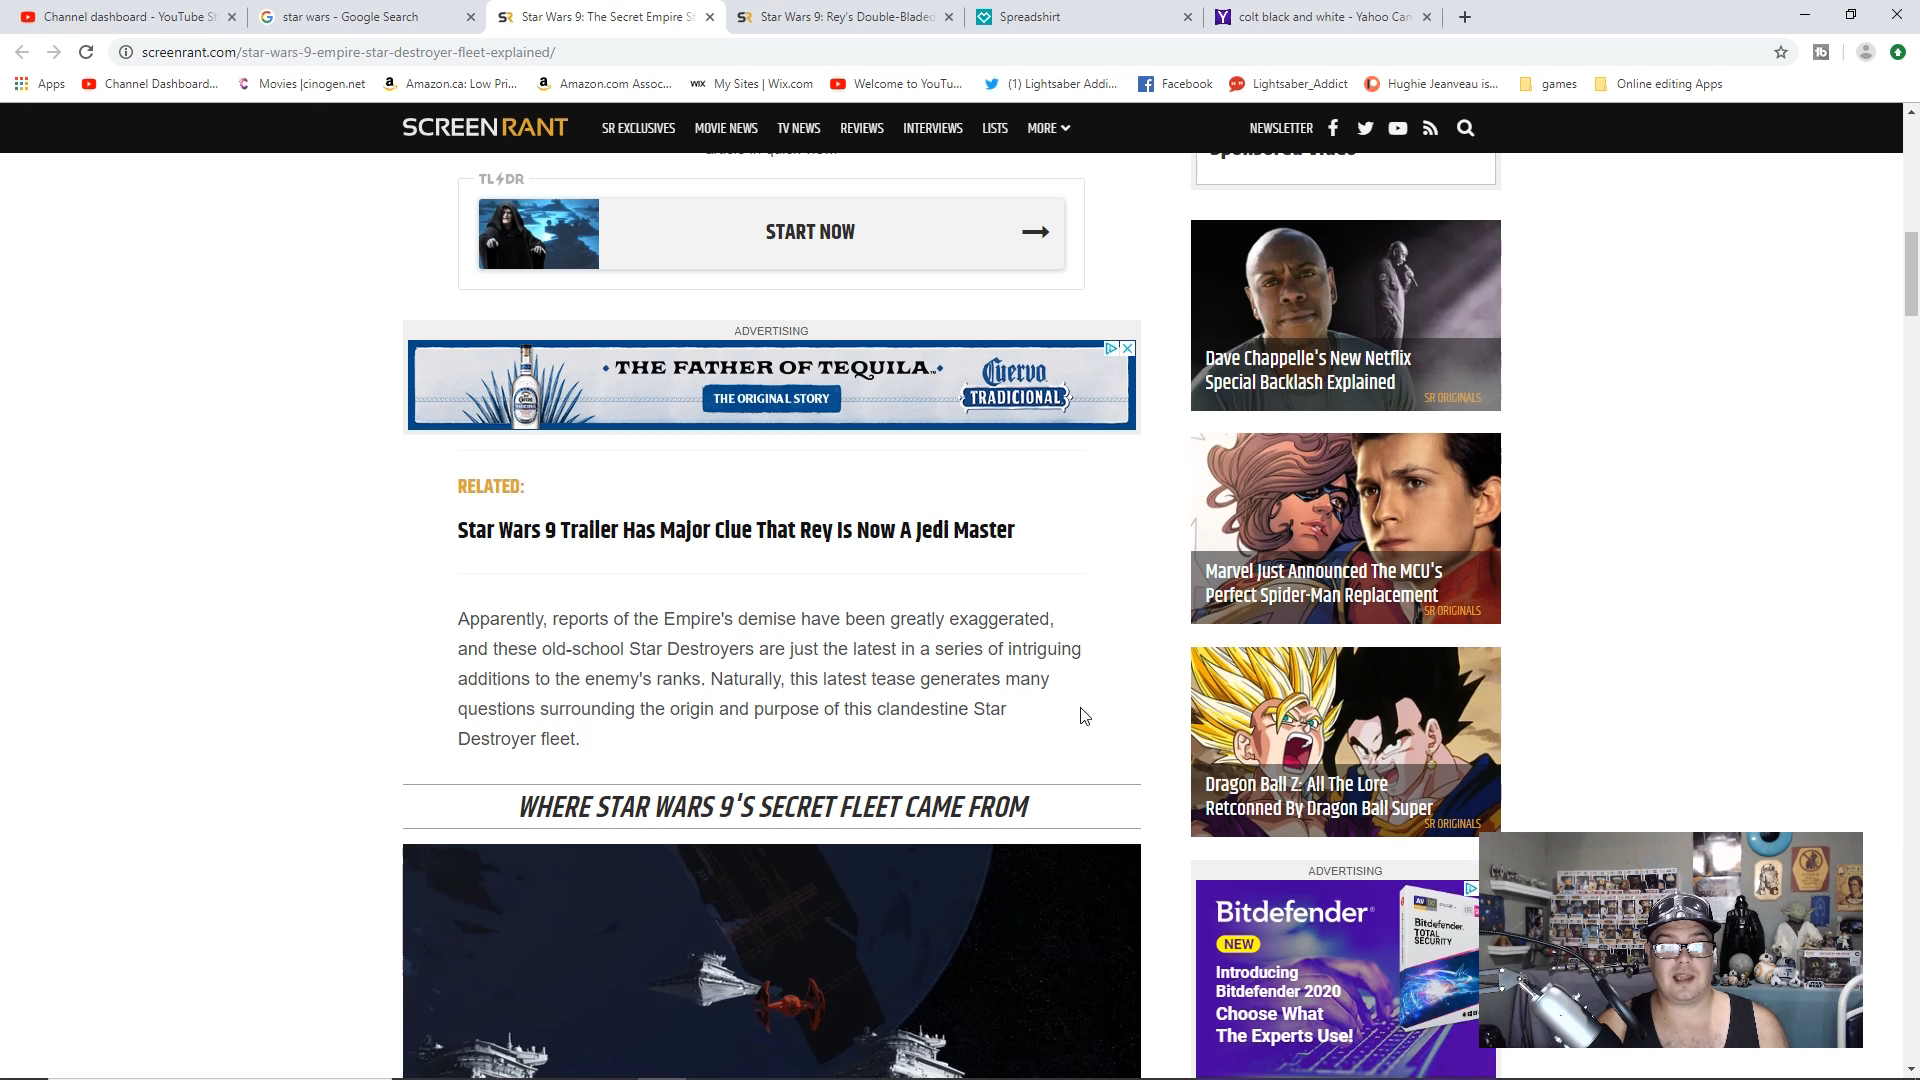 Channel dashboard - YouTube St
star wars - Google Search
Star Wars 9: The Secret Empire St
Star Wars 9: Rey's Double-Bladed
Spreadshirt
colt black and white - Yahoo Can
screenrant.com/star-wars-9-empire-star-destroyer-fleet-explained/
Apps
Channel Dashboard...
Movies |cinogen.net
Amazon.ca: Low Pri...
Amazon.com Assoc...
WIX
My Sites | Wix.com
Welcome to YouTu...
(1) Lightsaber Addi...
Facebook
Lightsaber_Addict
Hughie Jeanveau is...
games
Online editing Apps
SCREENRANT
SR EXCLUSIVES
MOVIE NEWS
TV NEWS
REVIEWS
INTERVIEWS
LISTS
MORE
NEWSLETTER
TL DR
START NOW
ADVERTISING
THE FATHER OF TEQUILA
THE ORIGINAL STORY
Cuervo
TRADICIONAL
RELATED:
Star Wars 9 Trailer Has Major Clue That Rey Is Now A Jedi Master
Apparently, reports of the Empire's demise have been greatly exaggerated,
and these old-school Star Destroyers are just the latest in a series of intriguing
additions to the enemy's ranks. Naturally, this latest tease generates many
questions surrounding the origin and purpose of this clandestine Star
Destroyer fleet.
WHERE STAR WARS 9'S SECRET FLEET CAME FROM
Dave Chappelle's New Netflix
Special Backlash Explained
SR ORIGINALS
Marvel Just Announced The MCU's
Perfect Spider-Man Replacement
SR ORIGINALS
Dragon Ball Z: All The Lore
Retconned By Dragon Ball Super
SR ORIGINALS
ADVERTISING
Bitdefender
NEW
Introducing
Bitdefender 2020
Choose What
The Experts Use!
Bitdefender
TOTAL
SECURITY